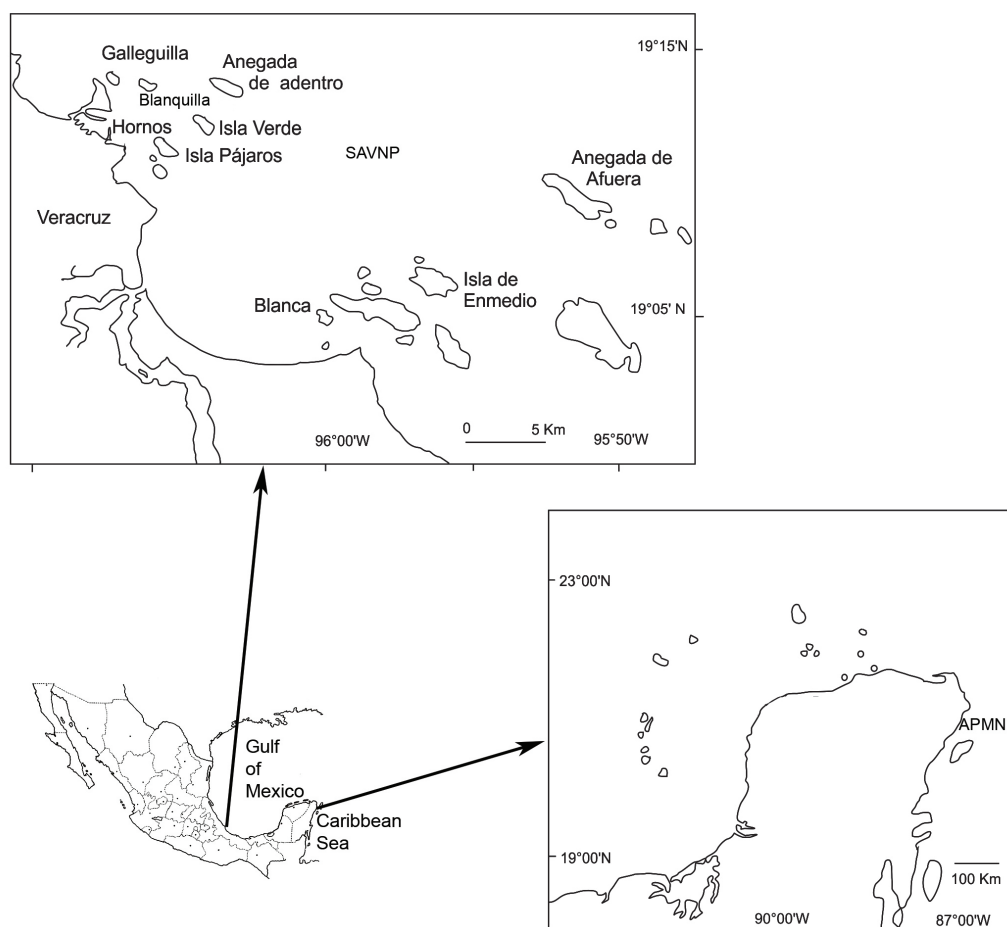 19°15'N
Galleguilla
Anegada
de adentro
Blanquilla
Hornos
Isla Verde
Isla Pájaros
SAVNP
Anegada de
Afuera
Veracruz
Isla de
Enmedio
Blanca
19°05' N
0 5 Km
96°00'W
95°50'W
23°00'N
APMN
Gulf
of
Mexico
Caribbean
Sea
19°00'N
100 Km
90°00'W
87°00'W